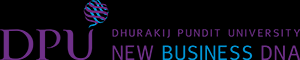 DPU
DHURAKIJ PUNDIT UNIVERSITY
NEW BUSINESS DNA